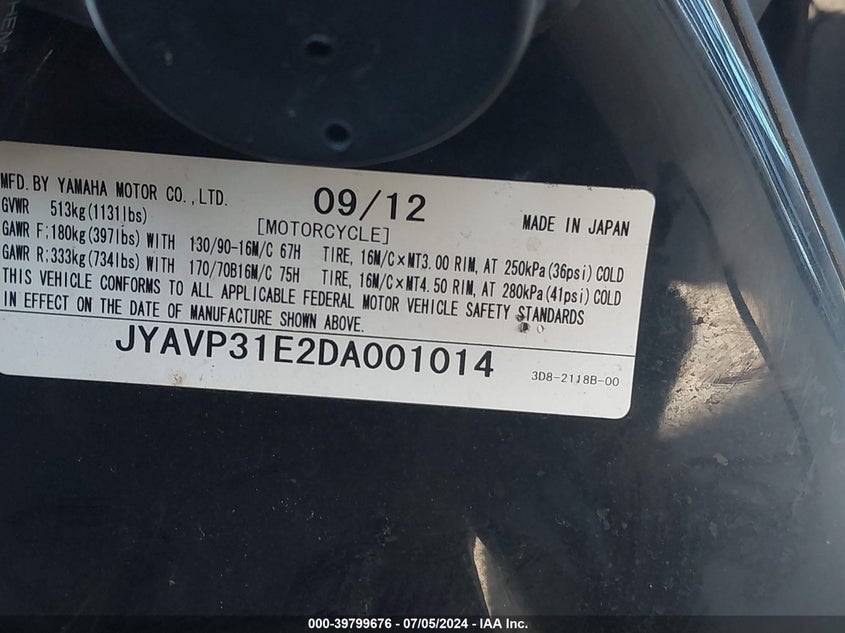 MFD. BY YAMAHA MOTOR CO., LTD. 09/12 MADE IN JAPAN
GVWR 513kg(1131lbs) [MOTORCYCLE]
GAWR F:180kg(397lbs) WITH 130/90-16M/C 67H TIRE, 16M/C×MT3.00 RIM, AT 250kPa(36psi) COLD
GAWR R:333kg(734lbs) WITH 170/70B16M/C 75H TIRE, 16M/C×MT4.50 RIM, AT 280kPa(41psi) COLD
THIS VEHICLE CONFORMS TO ALL APPLICABLE FEDERAL MOTOR VEHICLE SAFETY STANDARDS
IN EFFECT ON THE DATE OF MANUFACTURE SHOWN ABOVE.
JYAVP31E2DA001014 3D8-2118B-00
000-39799676 - 07/05/2024 - IAA Inc.